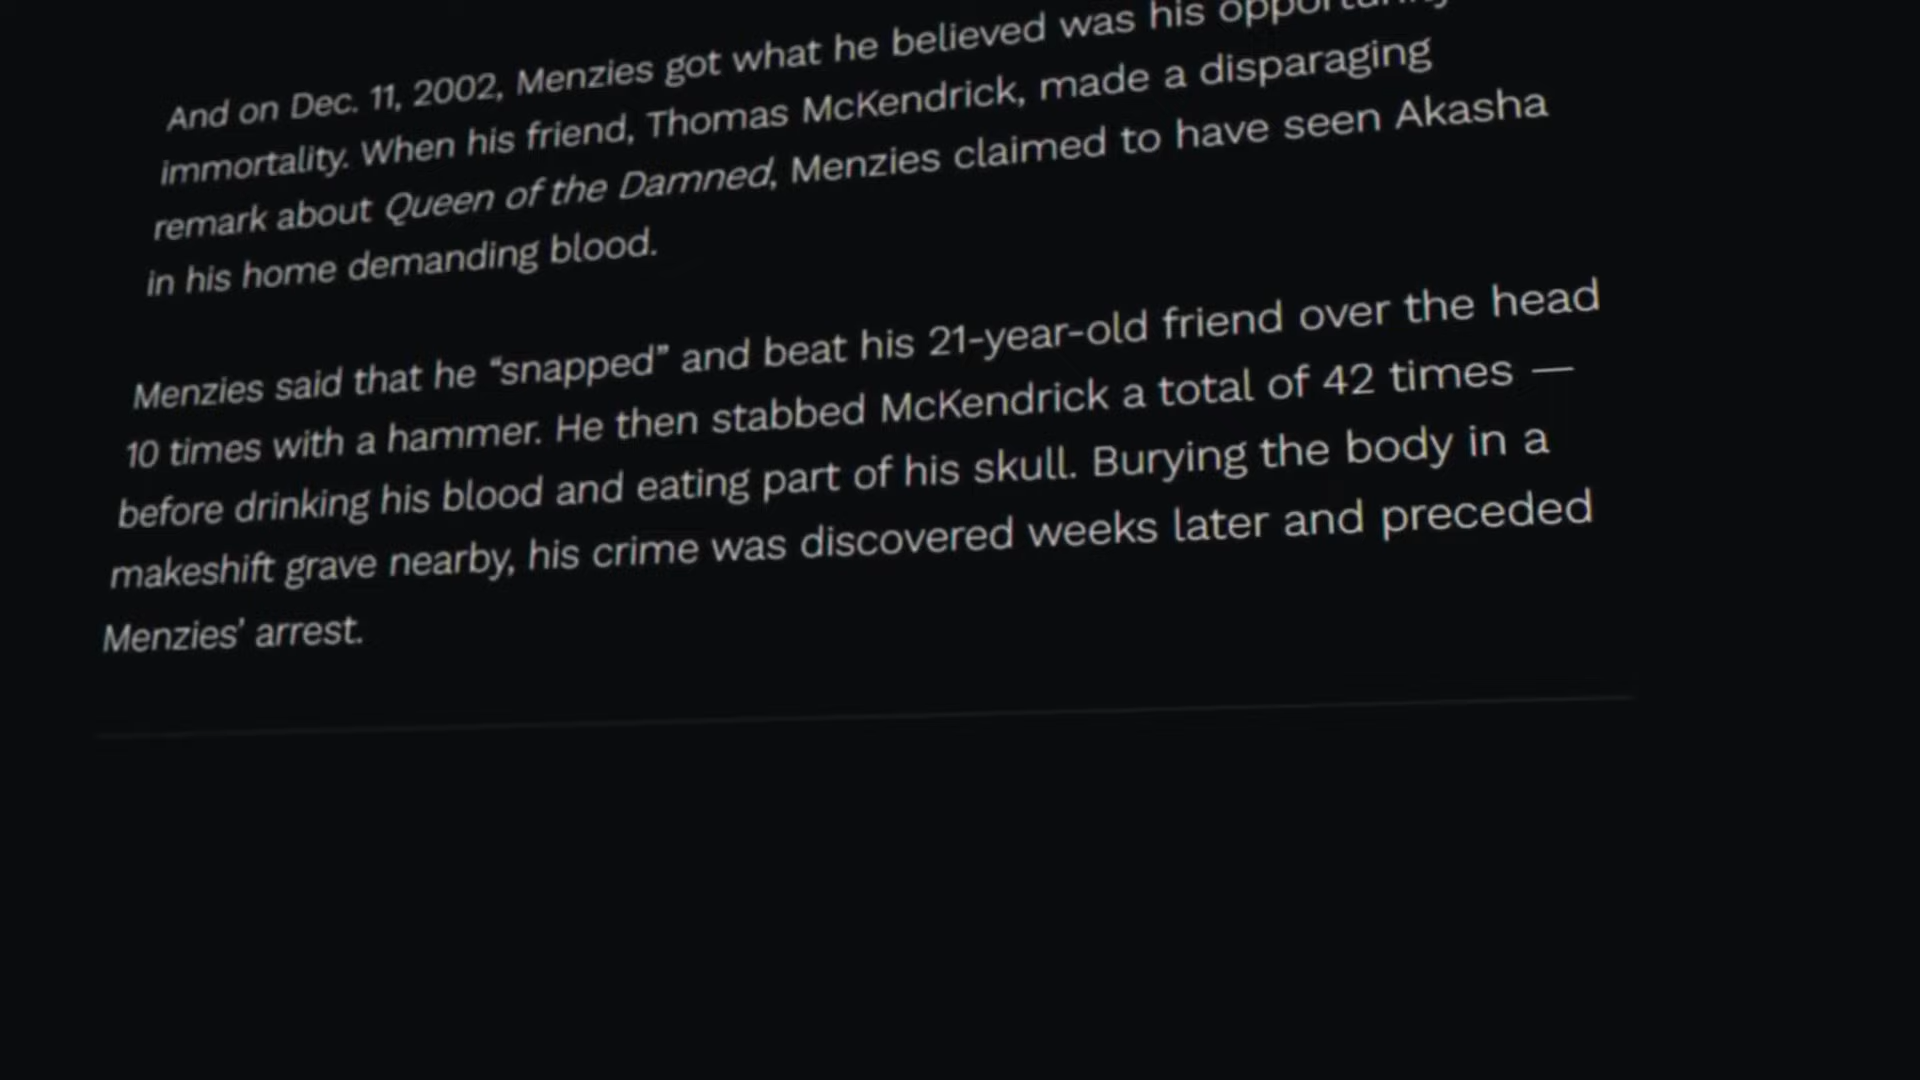 And on Dec. 11, 2002, Menzies got what he believed was his opportunity
immortality. When his friend, Thomas McKendrick, made a disparaging
remark about Queen of the Damned, Menzies claimed to have seen Akasha
in his home demanding blood.
Menzies said that he “snapped” and beat his 21-year-old friend over the head
10 times with a hammer. He then stabbed McKendrick a total of 42 times —
before drinking his blood and eating part of his skull. Burying the body in a
makeshift grave nearby, his crime was discovered weeks later and preceded
Menzies’ arrest.